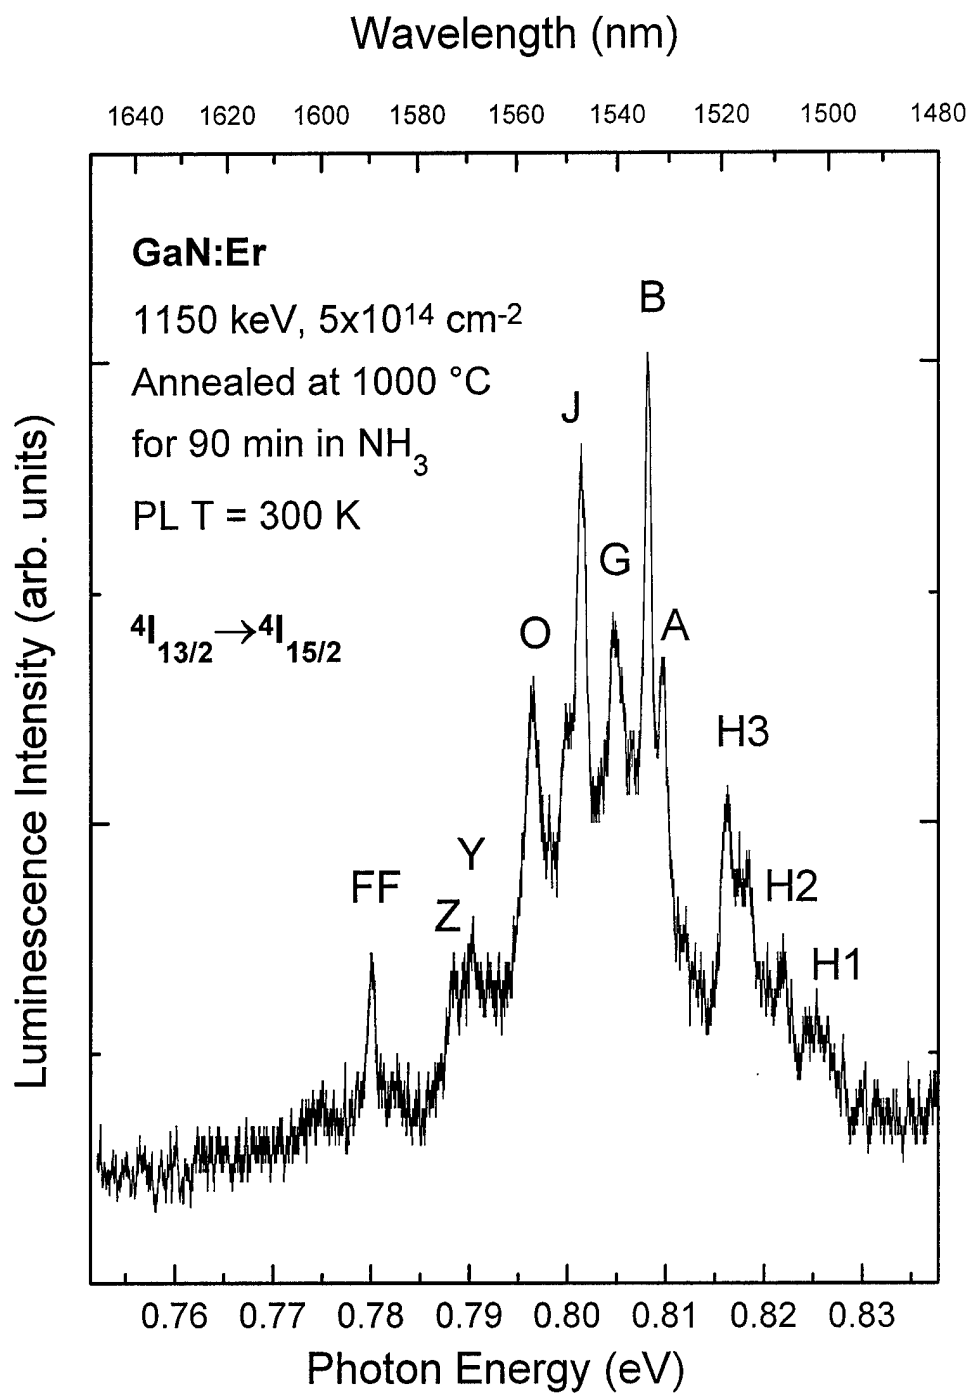 Wavelength (nm)
1640 1620 1600 1580 1560 1540 1520 1500 1480
GaN:Er
1150 keV, 5x10¹⁴ cm⁻²
Annealed at 1000 °C
for 90 min in NH₃
PL T = 300 K
⁴I₁₃/₂→⁴I₁₅/₂
B
J
G
O
A
H3
Y
FF
H2
Z
H1
Luminescence Intensity (arb. units)
0.76 0.77 0.78 0.79 0.80 0.81 0.82 0.83
Photon Energy (eV)